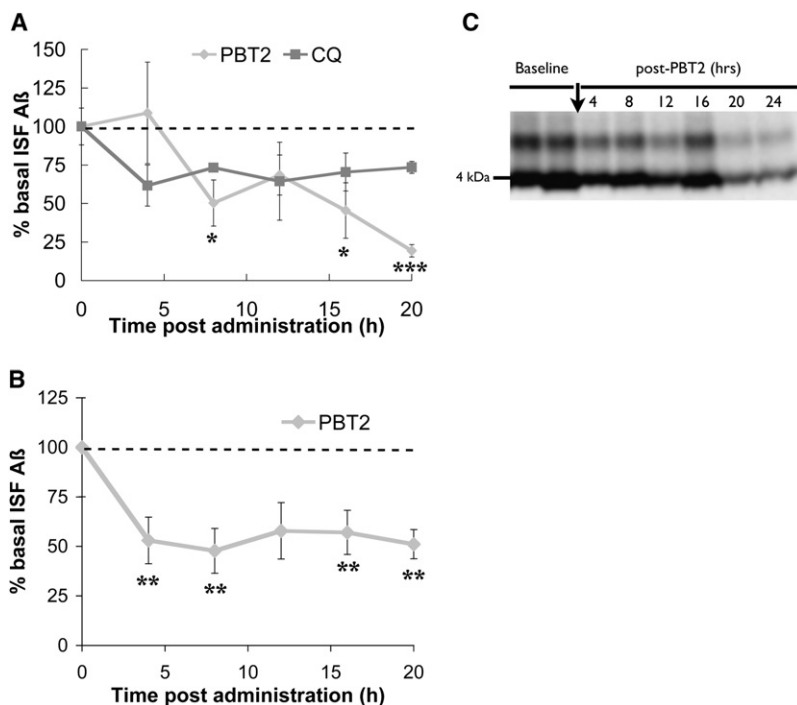 A
PBT2 CQ
% basal ISF Aß
150
125
100
75
50
25
0
* * ***
0 5 10 15 20
Time post administration (h)
B
PBT2
% basal ISF Aß
125
100
75
50
25
0
** ** ** **
0 5 10 15 20
Time post administration (h)
C
Baseline post-PBT2 (hrs)
4 8 12 16 20 24
4 kDa